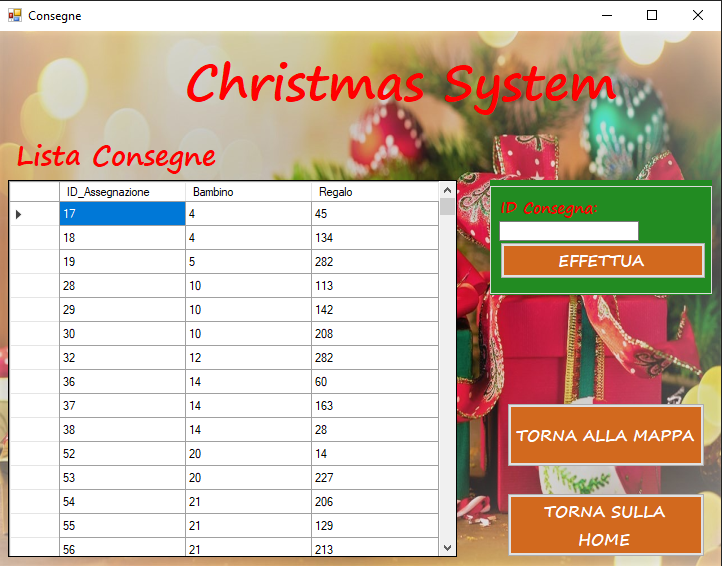 Consegne
Christmas System
Lista Consegne
ID_Assegnazione Bambino Regalo
17 4 45
18 4 134
19 5 282
28 10 113
29 10 142
30 10 208
32 12 282
36 14 60
37 14 163
38 14 28
52 20 14
53 20 227
54 21 206
55 21 129
56 21 213
ID Consegna:
EFFETTUA
TORNA ALLA MAPPA
TORNA SULLA
HOME